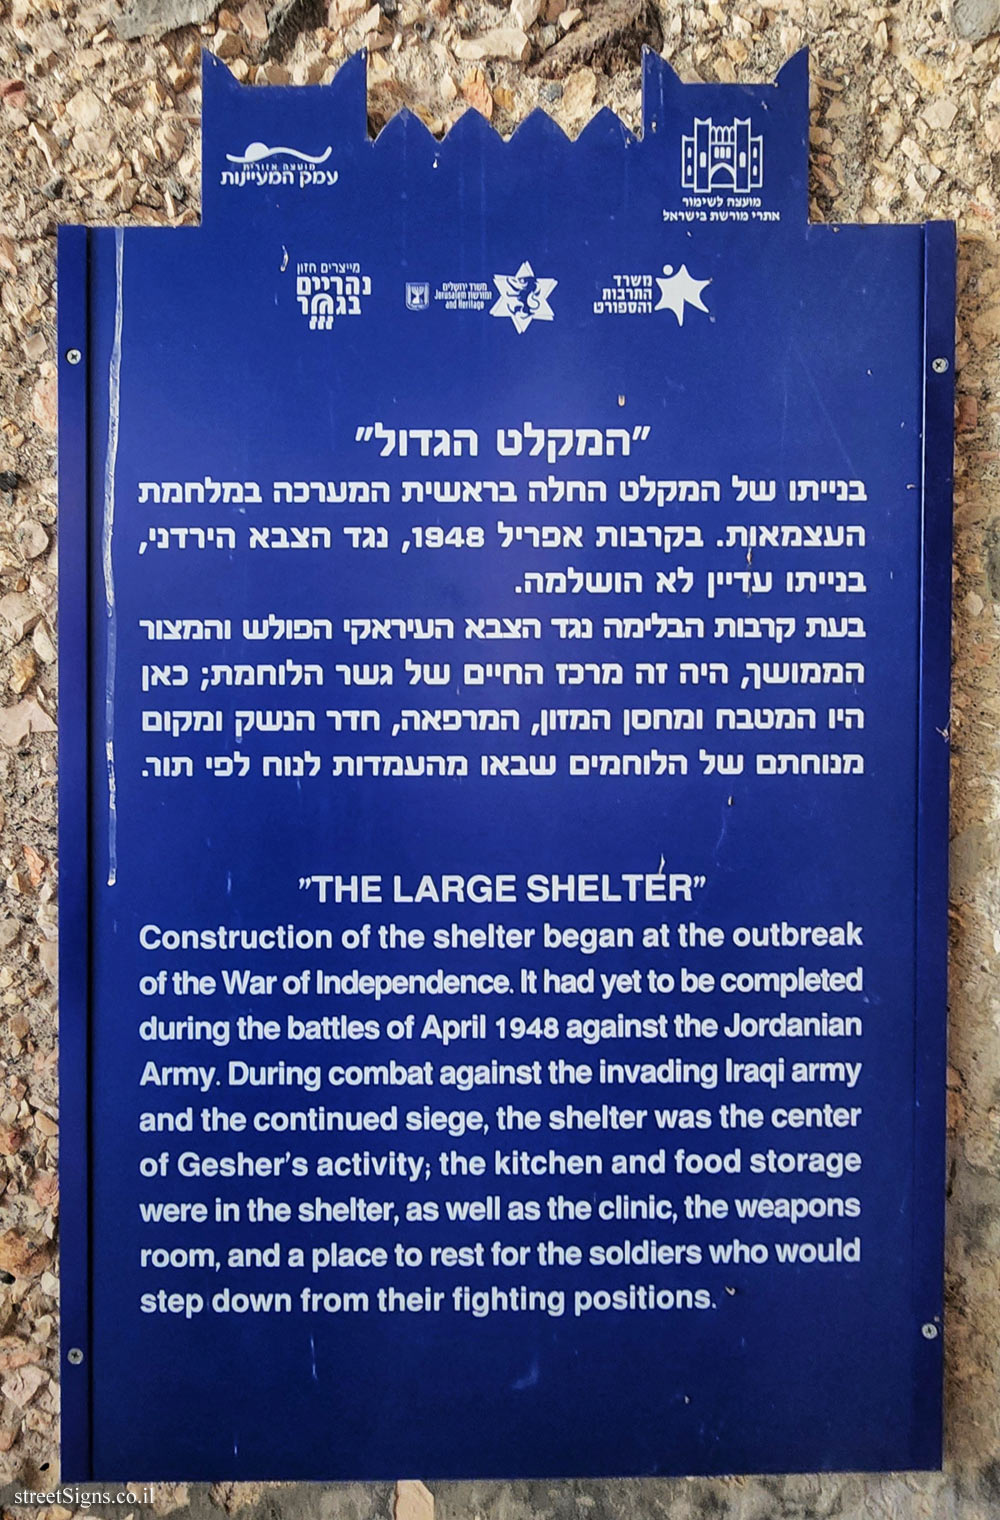 מועצה אזורית
עמק המעיינות
מועצה לשימור
אתרי מורשת בישראל
מייצרים חזון
נהריים
בגשר
משרד ירושלים
ומורשת
Jerusalem
and Heritage
משרד
התרבות
והספורט
"המקלט הגדול"
בנייתו של המקלט החלה בראשית המערכה במלחמת
העצמאות. בקרבות אפריל 1948, נגד הצבא הירדני,
בנייתו עדיין לא הושלמה.
בעת קרבות הבלימה נגד הצבא העיראקי הפולש והמצור
הממושך, היה זה מרכז החיים של גשר הלוחמת; כאן
היו המטבח ומחסן המזון, המרפאה, חדר הנשק ומקום
מנוחתם של הלוחמים שבאו מהעמדות לנוח לפי תור.
"THE LARGE SHELTER"
Construction of the shelter began at the outbreak
of the War of Independence. It had yet to be completed
during the battles of April 1948 against the Jordanian
Army. During combat against the invading Iraqi army
and the continued siege, the shelter was the center
of Gesher's activity; the kitchen and food storage
were in the shelter, as well as the clinic, the weapons
room, and a place to rest for the soldiers who would
step down from their fighting positions.
streetSigns.co.il